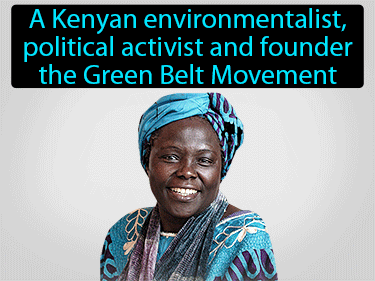 A Kenyan environmentalist,
political activist and founder
the Green Belt Movement